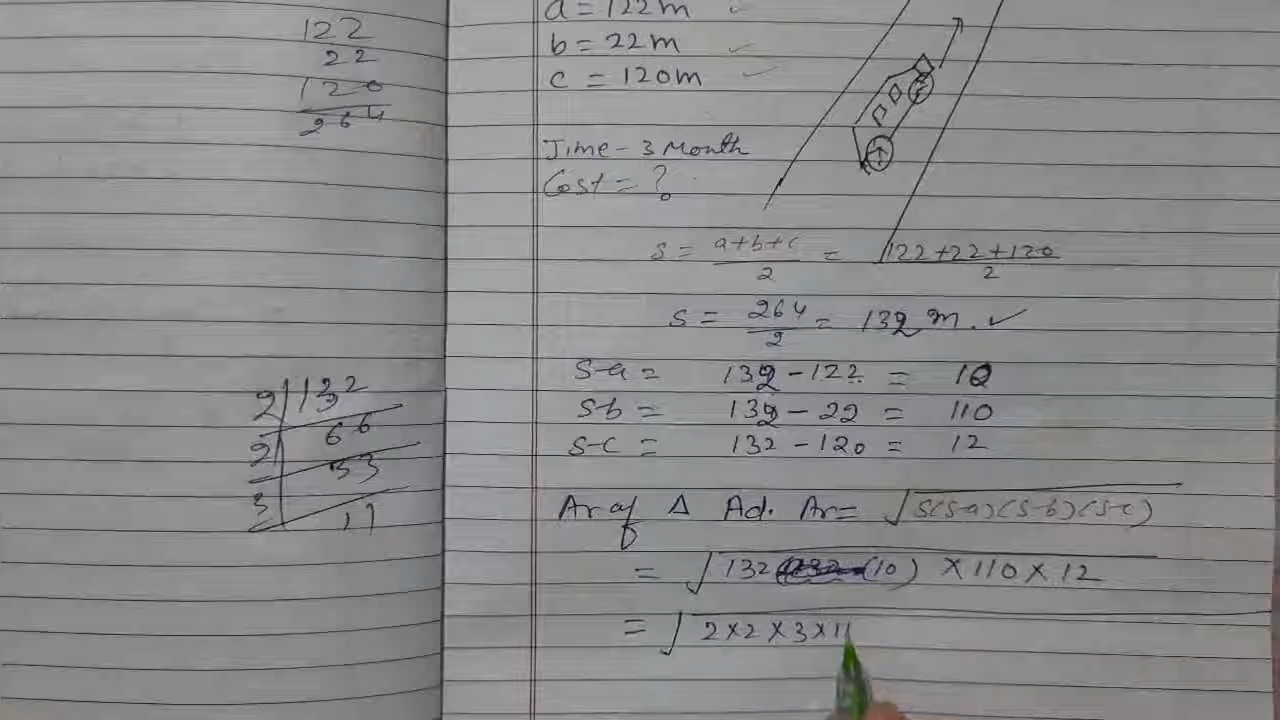 122
22
120
264
2 | 132
2 | 66
3 | 33
11
a = 122m
b = 22m ✓
c = 120m ✓
Time - 3 Month
Cost = ?
s = a+b+c/2 = 122+22+120/2
s = 264/2 = 132 m. ✓
s-a = 132 - 122 = 10
s-b = 132 - 22 = 110
s-c = 132 - 120 = 12
Ar of Δ Ad. Ar = √s(s-a)(s-b)(s-c)
= √132 (10) × 110 × 12
= √2 × 2 × 3 × 11